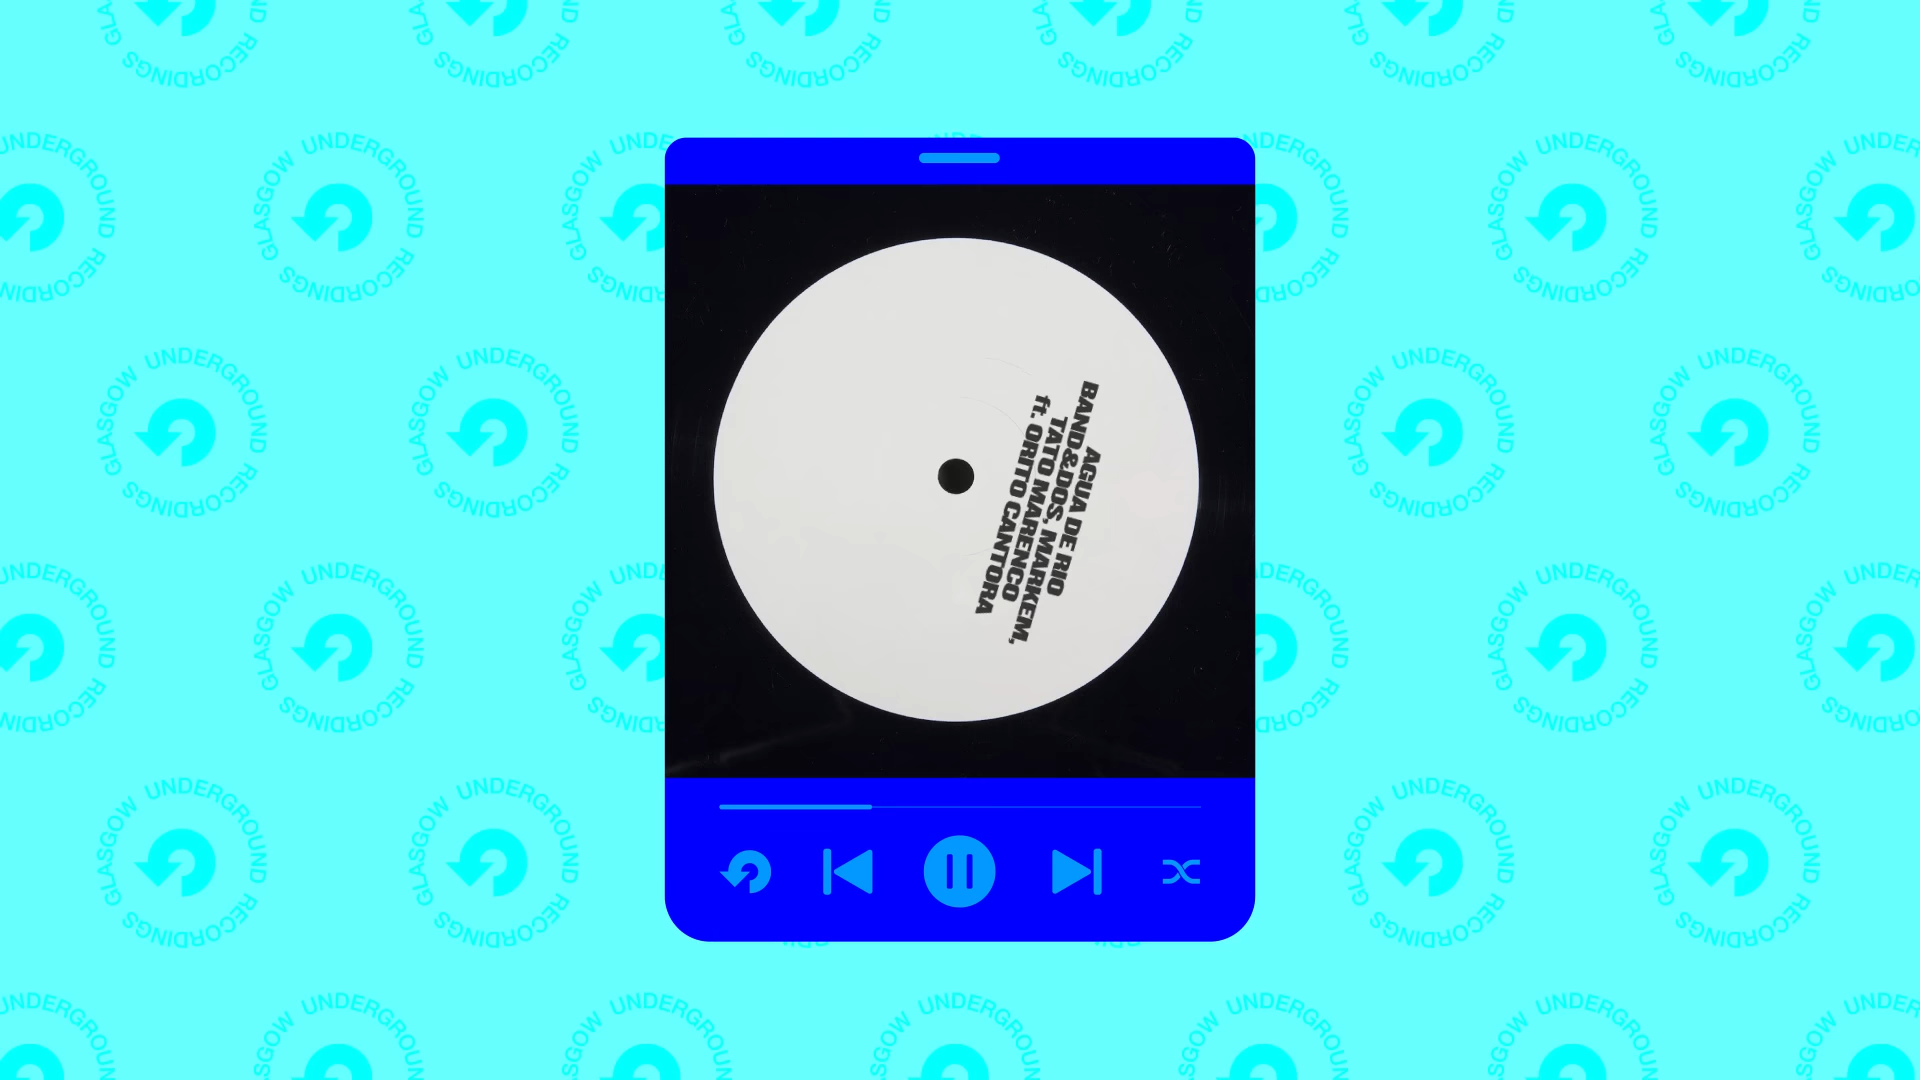 AGUA DE RIO
BAND&DOS, MARKEM,
TATO MARENCO
ft. ORITO CANTORA
GLASGOW UNDERGROUND RECORDINGS